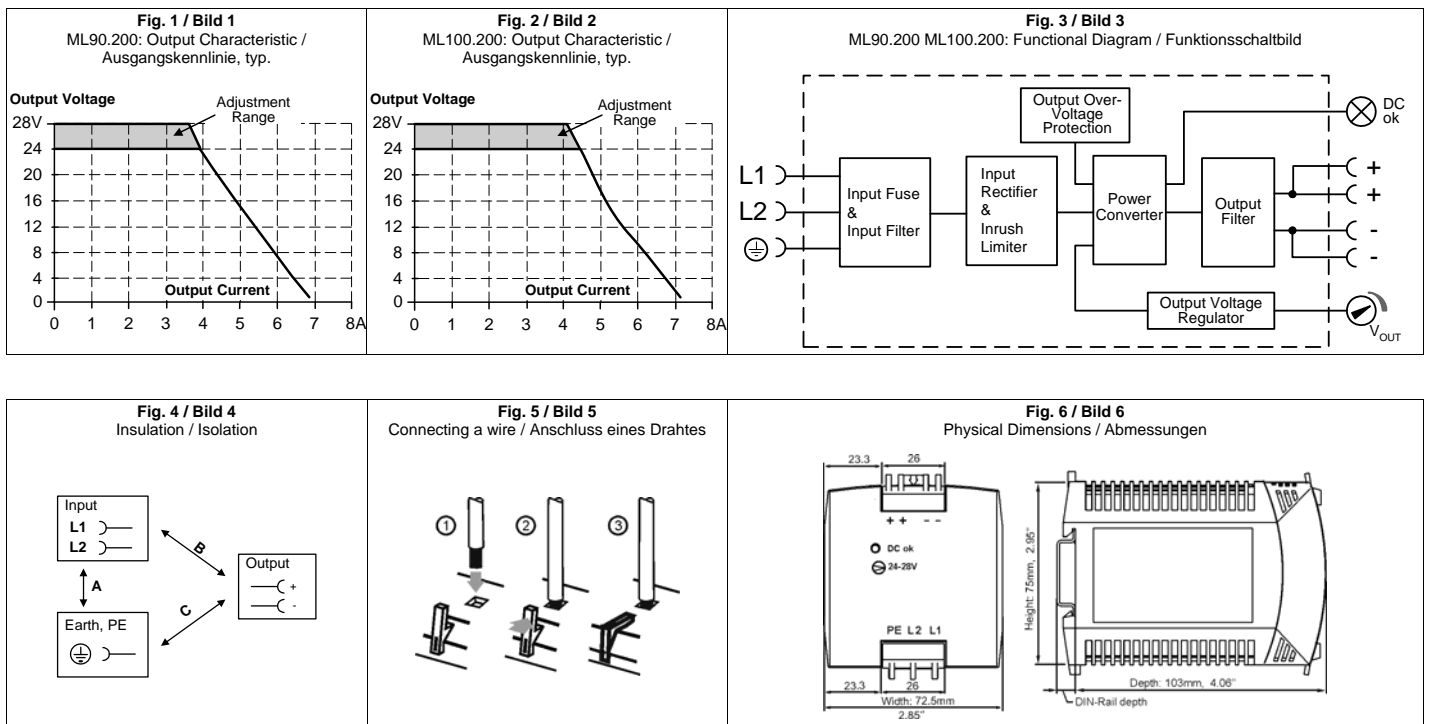 Fig. 1 / Bild 1
ML90.200: Output Characteristic /
Ausgangskennlinie, typ.
Output Voltage
Adjustment
Range
28V
24
20
16
12
8
4
0
Output Current
0 1 2 3 4 5 6 7 8A
Fig. 2 / Bild 2
ML100.200: Output Characteristic /
Ausgangskennlinie, typ.
Output Voltage
Adjustment
Range
28V
24
20
16
12
8
4
0
Output Current
0 1 2 3 4 5 6 7 8A
Fig. 3 / Bild 3
ML90.200 ML100.200: Functional Diagram / Funktionsschaltbild
Output Over-
Voltage
Protection
DC
ok
L1
L2
Input Fuse
&
Input Filter
Input
Rectifier
&
Inrush
Limiter
Power
Converter
Output
Filter
+
+
-
-
Output Voltage
Regulator
VOUT
Fig. 4 / Bild 4
Insulation / Isolation
Input
L1
L2
B
A
C
Output
+
-
Earth, PE
Fig. 5 / Bild 5
Connecting a wire / Anschluss eines Drahtes
1
2
3
Fig. 6 / Bild 6
Physical Dimensions / Abmessungen
23.3 26
+ + - -
DC ok
24-28V
PE L2 L1
23.3 26
Width: 72.5mm
2.85"
Height: 75mm, 2.95"
Depth: 103mm, 4.06"
DIN-Rail depth